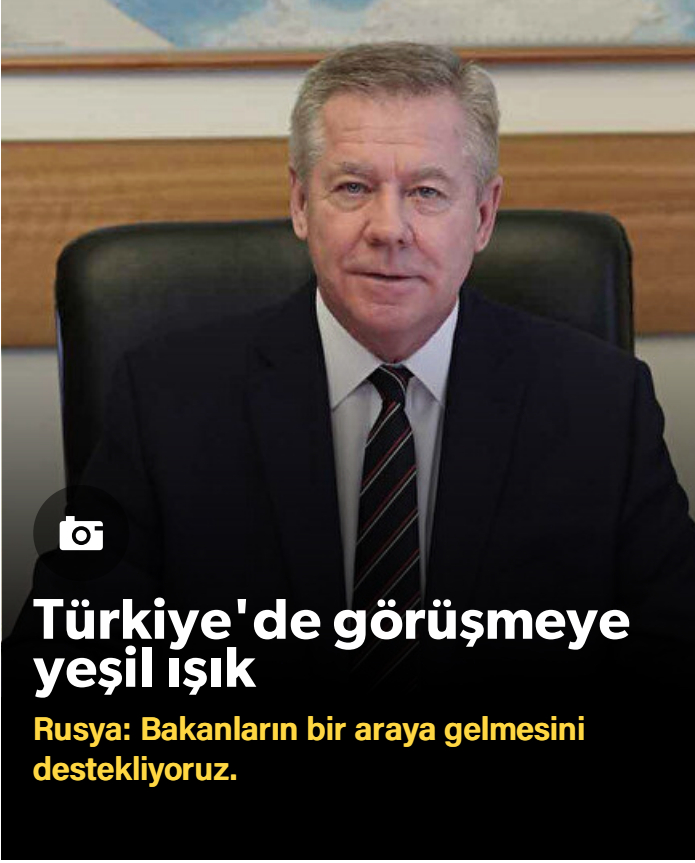 Türkiye'de görüşmeye
yeşil ışık
Rusya: Bakanların bir araya gelmesini
destekliyoruz.